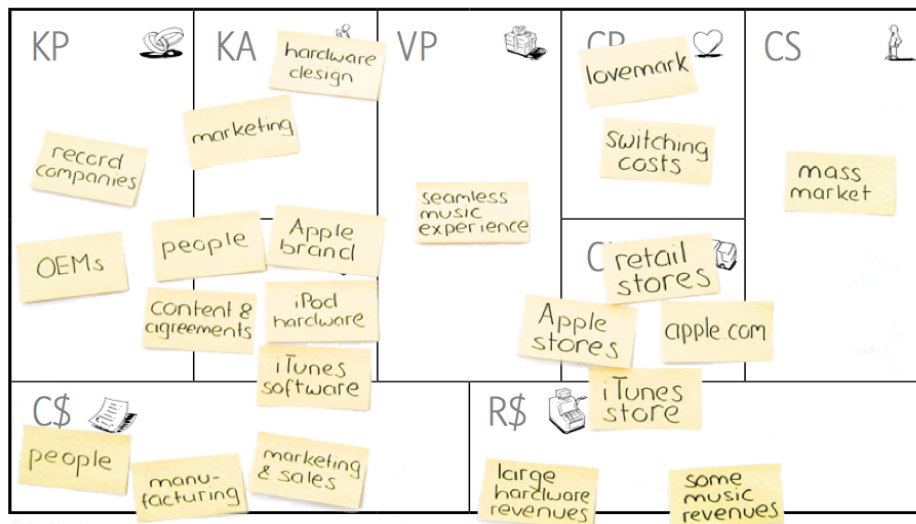 KP
KA
VP
CS
hardware
design
marketing
lovemark
switching
costs
record
companies
mass
market
seamless
music
experience
people
Apple
brand
OEMs
content &
agreements
iPod
hardware
iTunes
software
C
retail
stores
Apple
stores
apple.com
iTunes
store
C$
people
manu-
facturing
marketing
& sales
R$
large
hardware
revenues
some
music
revenues